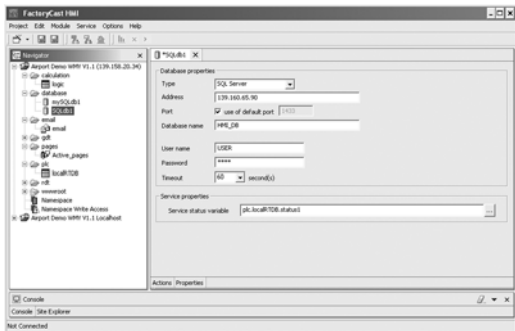 FactoryCast HMI
Project Edit Module Service Options Help
Navigator
*SQLdb1
Airport Demo WMY V1.1 (139.158.20.34)
calculation
logic
database
mySQLdb1
SQLdb1
email
email
gdt
pages
Active_pages
plc
localRTDB
rdt
wwwroot
Namespace
Namespace Write Access
Airport Demo WMY V1.1 Localhost
Database properties
Type SQL Server
Address 139.160.65.90
Port use of default port 1433
Database name HMI_DB
User name USER
Password ****
Timeout 60 second(s)
Service properties
Service status variable plc.localRTDB.status1 ...
Actions Properties
Console
Console Site Explorer
Not Connected